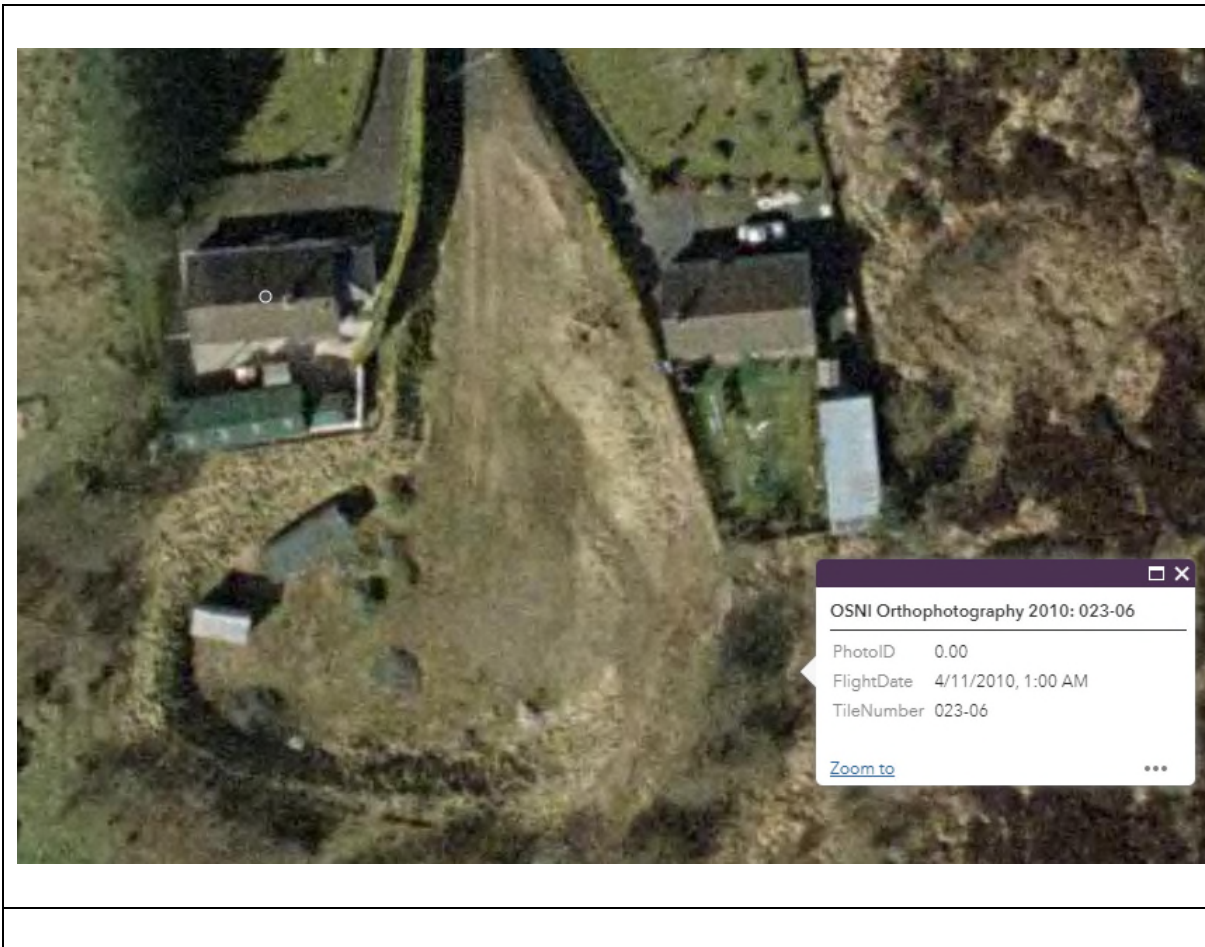 OSNI Orthophotography 2010: 023-06
PhotoID 0.00
FlightDate 4/11/2010, 1:00 AM
TileNumber 023-06
Zoom to